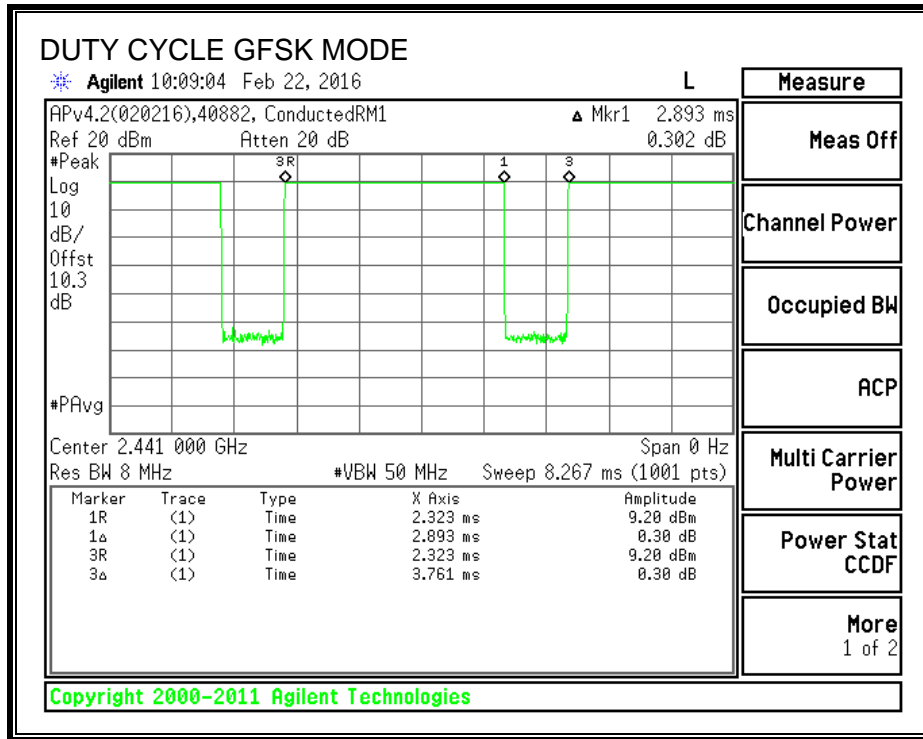 DUTY CYCLE GFSK MODE
Agilent 10:09:04 Feb 22, 2016 L
Measure
APv4.2(020216),40882, ConductedRM1 Δ Mkr1 2.893 ms
Ref 20 dBm Atten 20 dB 0.302 dB
#Peak
Log
10
dB/
Offst
10.3
dB
#PAvg
3R 1 3
Center 2.441 000 GHz Span 0 Hz
Res BW 8 MHz #VBW 50 MHz Sweep 8.267 ms (1001 pts)
Marker Trace Type X Axis Amplitude
1R (1) Time 2.323 ms 9.20 dBm
1Δ (1) Time 2.893 ms 0.30 dB
3R (1) Time 2.323 ms 9.20 dBm
3Δ (1) Time 3.761 ms 0.30 dB
Meas Off
Channel Power
Occupied BW
ACP
Multi Carrier
Power
Power Stat
CCDF
More
1 of 2
Copyright 2000-2011 Agilent Technologies